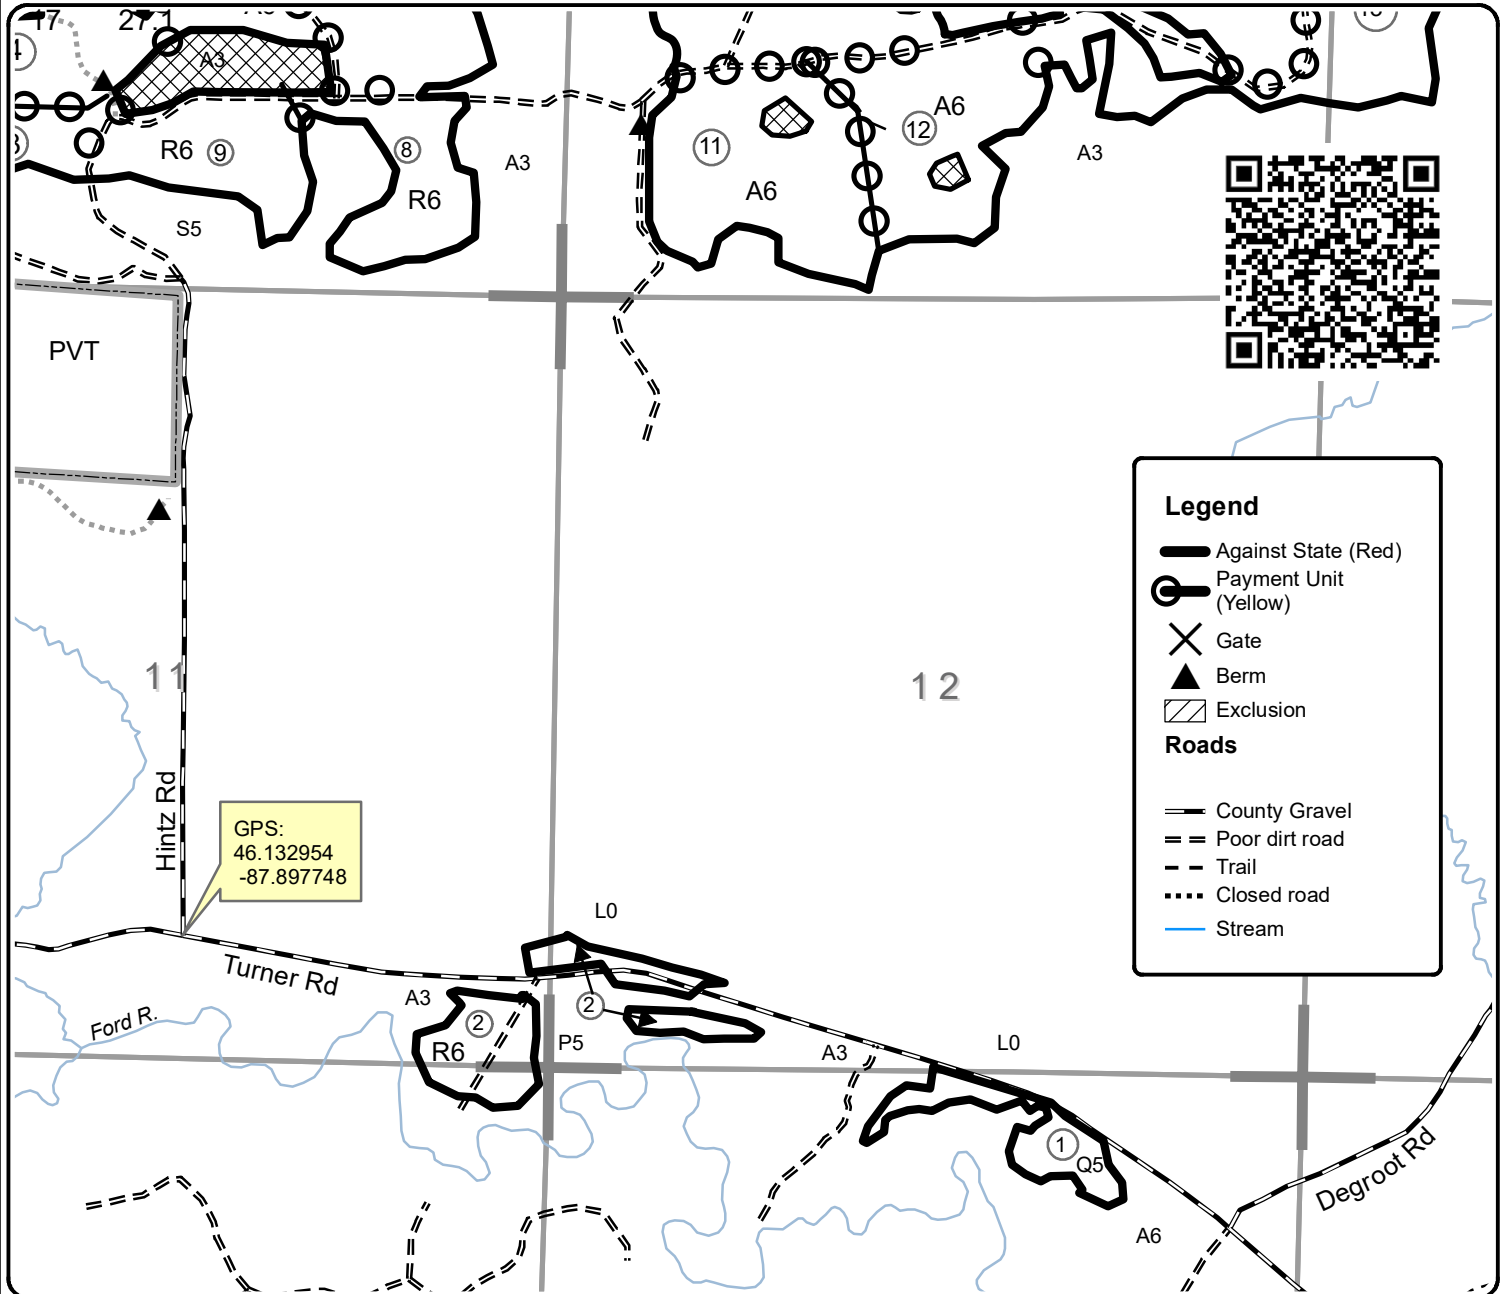 17
27.1
A3
R6
9
8
R6
A3
S5
11
A6
12
A6
A3
PVT
11
12
Hintz Rd
GPS:
46.132954
-87.897748
Legend
Against State (Red)
Payment Unit
(Yellow)
Gate
Berm
Exclusion
Roads
County Gravel
Poor dirt road
Trail
Closed road
Stream
L0
Turner Rd
A3
2
2
Ford R.
R6
P5
A3
L0
1
Q5
Degroot Rd
A6